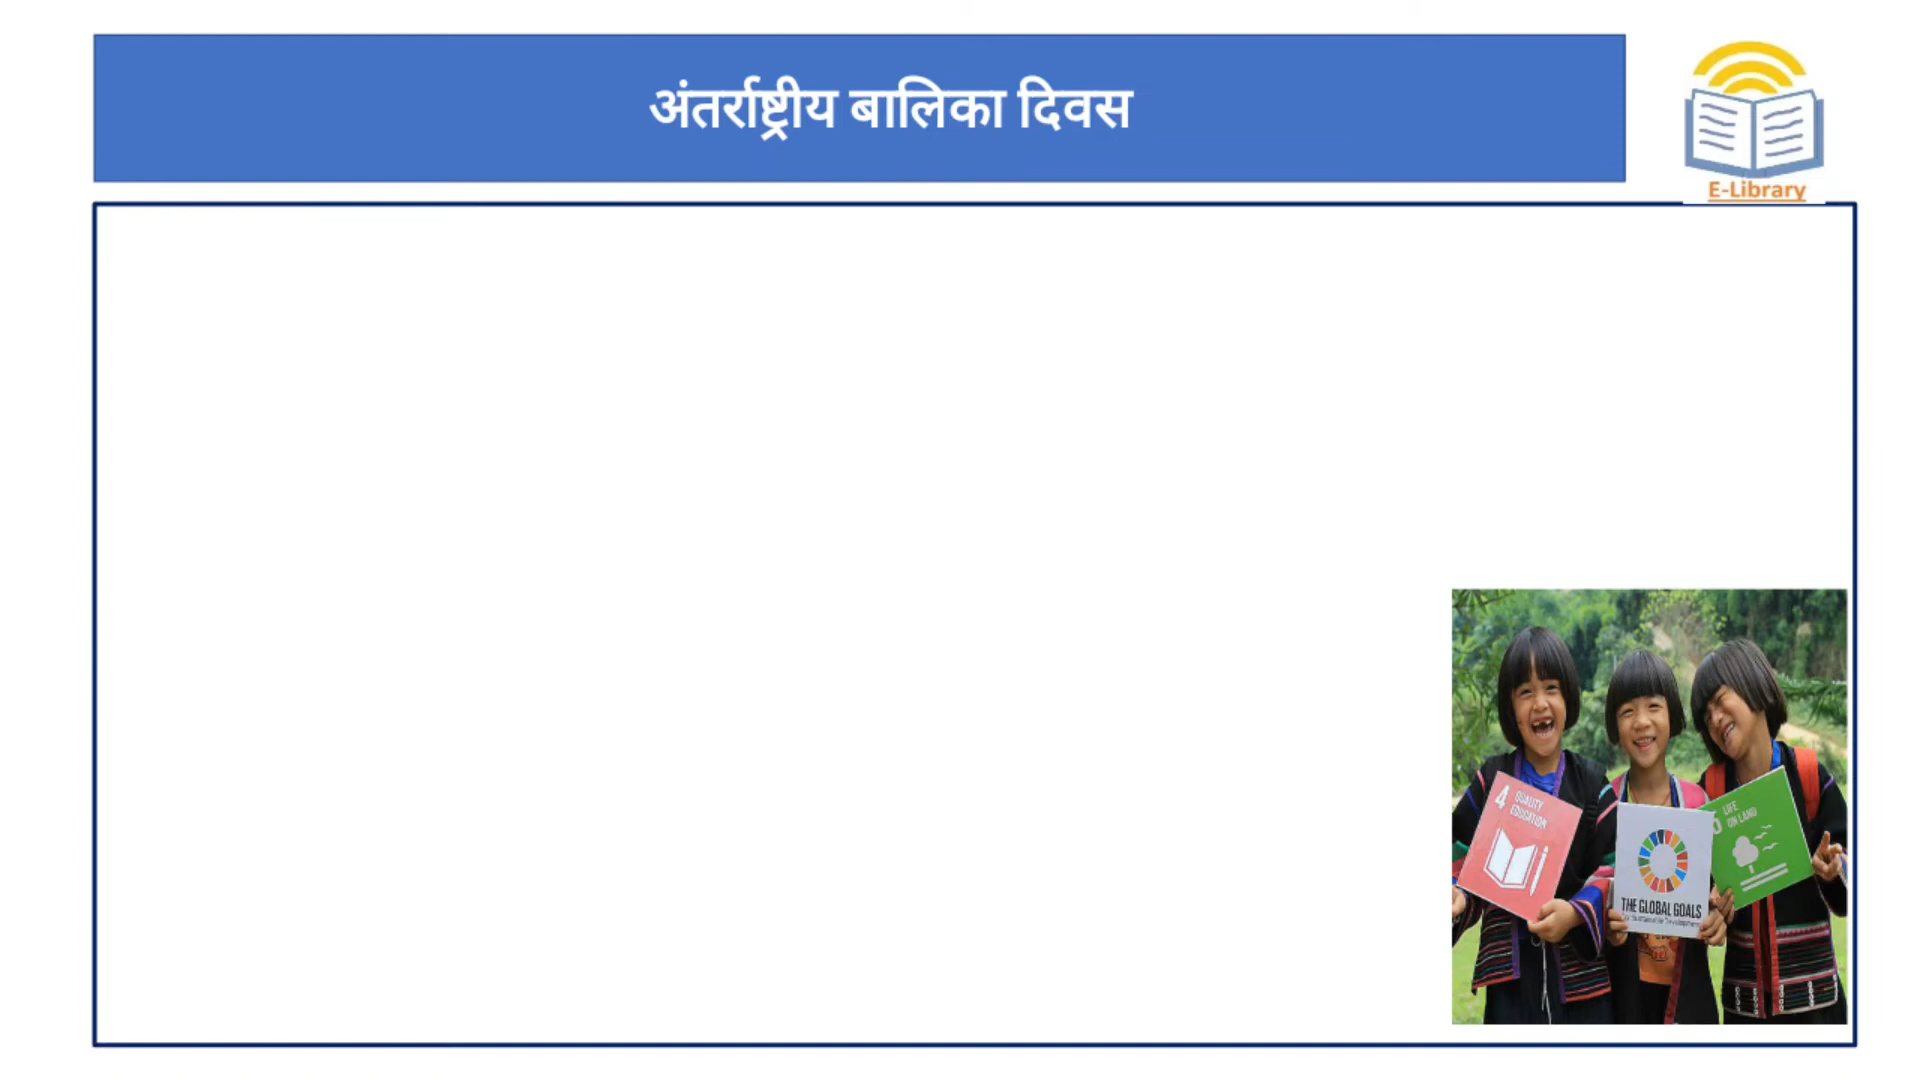 अंतर्राष्ट्रीय बालिका दिवस
E-Library
4 QUALITY
EDUCATION
LIFE
ON LAND
THE GLOBAL GOALS